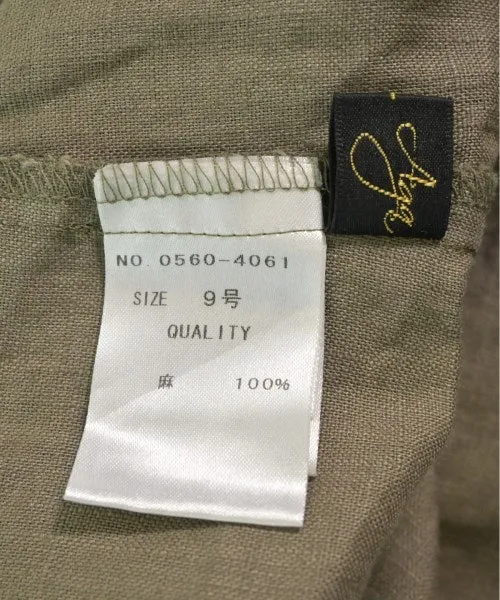 NO. 0560-4061
SIZE 9号
QUALITY
麻 100%